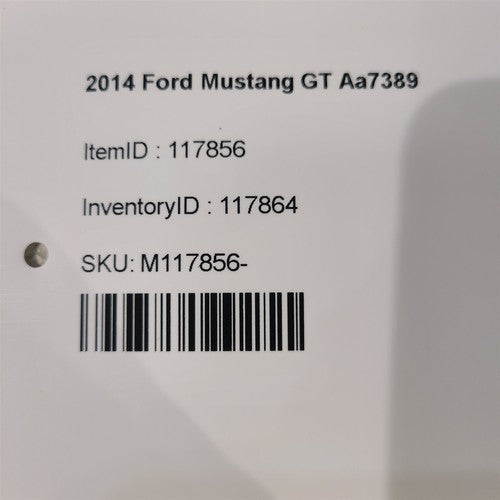 2014 Ford Mustang GT Aa7389
ItemID : 117856
InventoryID : 117864
SKU: M117856-